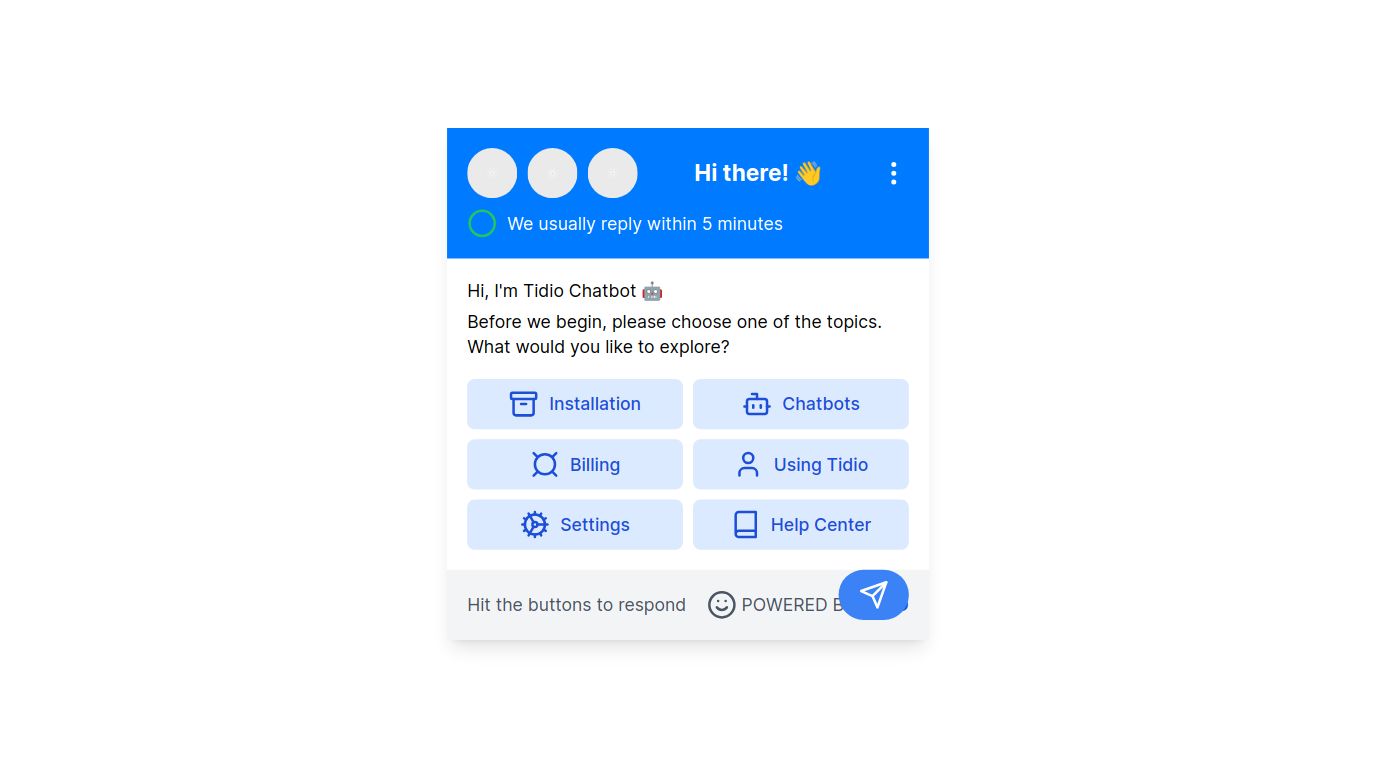 Hi there! 👋
We usually reply within 5 minutes
Hi, I'm Tidio Chatbot 🤖
Before we begin, please choose one of the topics.
What would you like to explore?
Installation
Chatbots
Billing
Using Tidio
Settings
Help Center
Hit the buttons to respond
POWERED